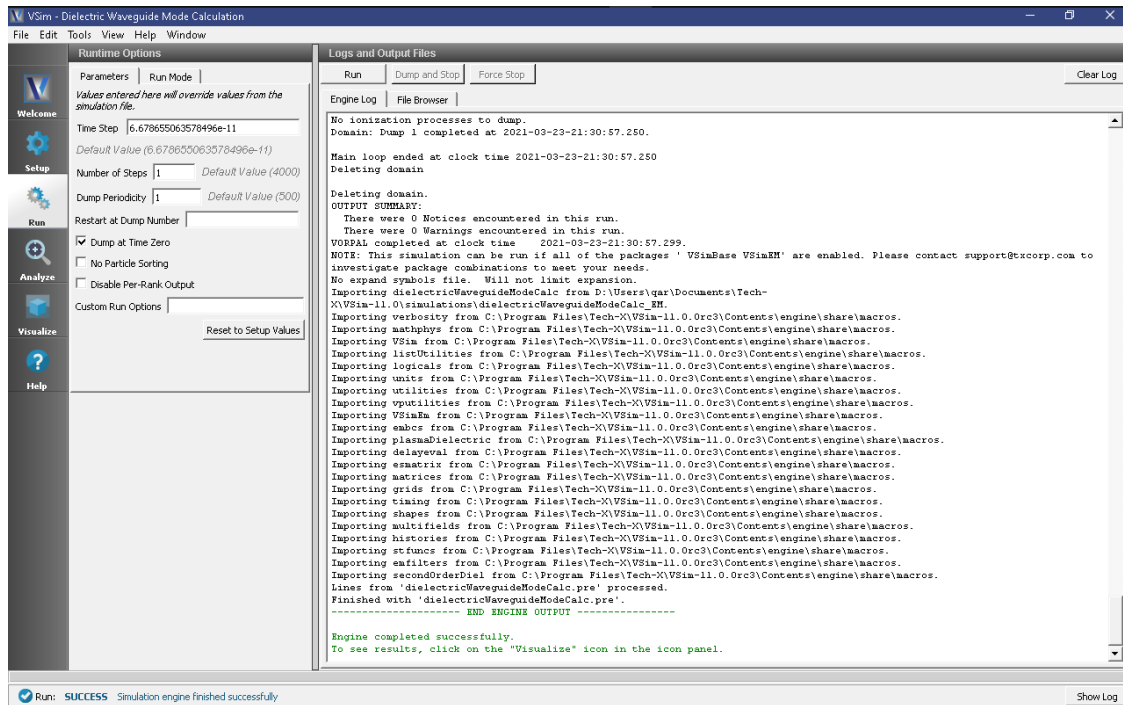 VSim - Dielectric Waveguide Mode Calculation
File Edit Tools View Help Window
Welcome
Setup
Run
Analyze
Visualize
Help
Runtime Options
Parameters
Run Mode
Values entered here will override values from the
simulation file.
Time Step 6.678655063578496e-11
Default Value (6.678655063578496e-11)
Number of Steps 1 Default Value (4000)
Dump Periodicity 1 Default Value (500)
Restart at Dump Number
Dump at Time Zero
No Particle Sorting
Disable Per-Rank Output
Custom Run Options
Reset to Setup Values
Logs and Output Files
Run Dump and Stop Force Stop Clear Log
Engine Log File Browser
No ionization processes to dump.
Domain: Dump 1 completed at 2021-03-23-21:30:57.250.
Main loop ended at clock time 2021-03-23-21:30:57.250
Deleting domain
Deleting domain.
OUTPUT SUMMARY:
There were 0 Notices encountered in this run.
There were 0 Warnings encountered in this run.
VORPAL completed at clock time 2021-03-23-21:30:57.299.
NOTE: This simulation can be run if all of the packages ' VSimBase VSimEM' are enabled. Please contact support@txcorp.com to
investigate package combinations to meet your needs.
No expand symbols file. Will not limit expansion.
Importing dielectricWaveguideModeCalc from D:\Users\qar\Documents\Tech-
X\VSim-11.0\simulations\dielectricWaveguideModeCalc_EM.
Importing verbosity from C:\Program Files\Tech-X\VSim-11.0.0rc3\Contents\engine\share\macros.
Importing mathphys from C:\Program Files\Tech-X\VSim-11.0.0rc3\Contents\engine\share\macros.
Importing VSim from C:\Program Files\Tech-X\VSim-11.0.0rc3\Contents\engine\share\macros.
Importing listUtilities from C:\Program Files\Tech-X\VSim-11.0.0rc3\Contents\engine\share\macros.
Importing logicals from C:\Program Files\Tech-X\VSim-11.0.0rc3\Contents\engine\share\macros.
Importing units from C:\Program Files\Tech-X\VSim-11.0.0rc3\Contents\engine\share\macros.
Importing utilities from C:\Program Files\Tech-X\VSim-11.0.0rc3\Contents\engine\share\macros.
Importing vputilities from C:\Program Files\Tech-X\VSim-11.0.0rc3\Contents\engine\share\macros.
Importing VSimEm from C:\Program Files\Tech-X\VSim-11.0.0rc3\Contents\engine\share\macros.
Importing embcs from C:\Program Files\Tech-X\VSim-11.0.0rc3\Contents\engine\share\macros.
Importing plasmaDielectric from C:\Program Files\Tech-X\VSim-11.0.0rc3\Contents\engine\share\macros.
Importing delayeval from C:\Program Files\Tech-X\VSim-11.0.0rc3\Contents\engine\share\macros.
Importing esmatrix from C:\Program Files\Tech-X\VSim-11.0.0rc3\Contents\engine\share\macros.
Importing matrices from C:\Program Files\Tech-X\VSim-11.0.0rc3\Contents\engine\share\macros.
Importing grids from C:\Program Files\Tech-X\VSim-11.0.0rc3\Contents\engine\share\macros.
Importing timing from C:\Program Files\Tech-X\VSim-11.0.0rc3\Contents\engine\share\macros.
Importing shapes from C:\Program Files\Tech-X\VSim-11.0.0rc3\Contents\engine\share\macros.
Importing multifields from C:\Program Files\Tech-X\VSim-11.0.0rc3\Contents\engine\share\macros.
Importing histories from C:\Program Files\Tech-X\VSim-11.0.0rc3\Contents\engine\share\macros.
Importing stfuncs from C:\Program Files\Tech-X\VSim-11.0.0rc3\Contents\engine\share\macros.
Importing emfilters from C:\Program Files\Tech-X\VSim-11.0.0rc3\Contents\engine\share\macros.
Importing secondOrderDiel from C:\Program Files\Tech-X\VSim-11.0.0rc3\Contents\engine\share\macros.
Lines from 'dielectricWaveguideModeCalc.pre' processed.
Finished with 'dielectricWaveguideModeCalc.pre'.
--------------------- END ENGINE OUTPUT ----------------
Engine completed successfully.
To see results, click on the "Visualize" icon in the icon panel.
Run: SUCCESS Simulation engine finished successfully
Show Log